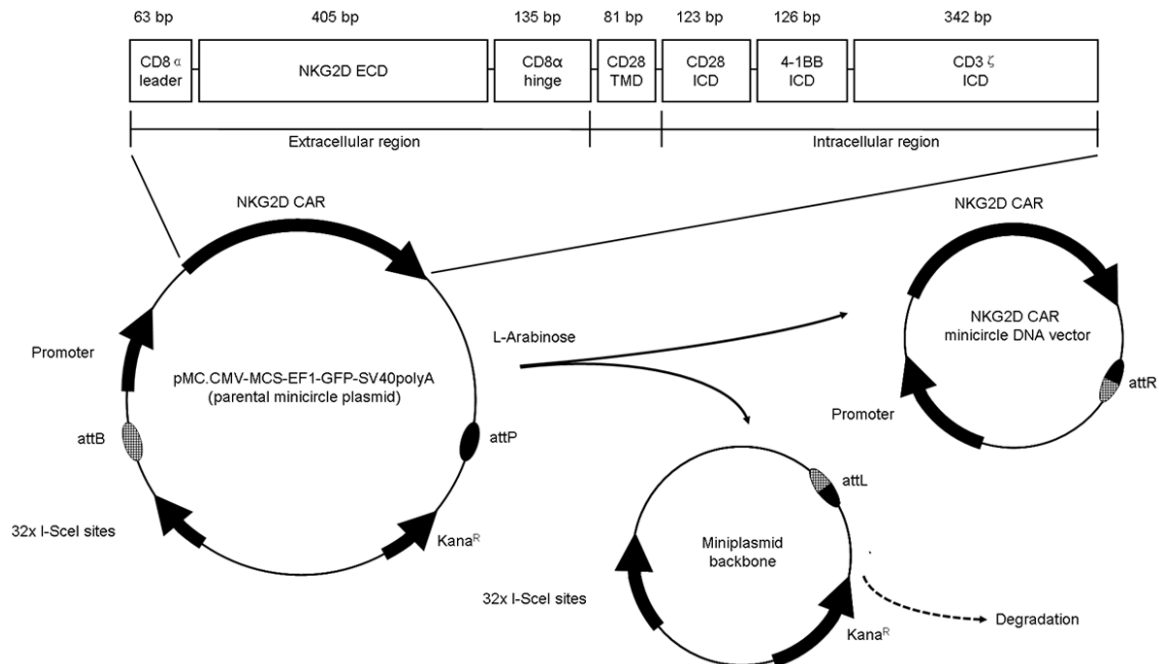 63 bp 405 bp 135 bp 81 bp 123 bp 126 bp 342 bp
CD8 α
leader
NKG2D ECD
CD8α
hinge
CD28
TMD
CD28
ICD
4-1BB
ICD
CD3 ζ
ICD
Extracellular region
Intracellular region
NKG2D CAR
Promoter
pMC.CMV-MCS-EF1-GFP-SV40polyA
(parental minicircle plasmid)
attB
attP
32x I-SceI sites
Kanaᴿ
L-Arabinose
NKG2D CAR
NKG2D CAR
minicircle DNA vector
attR
Promoter
attL
Miniplasmid
backbone
32x I-SceI sites
Kanaᴿ
Degradation